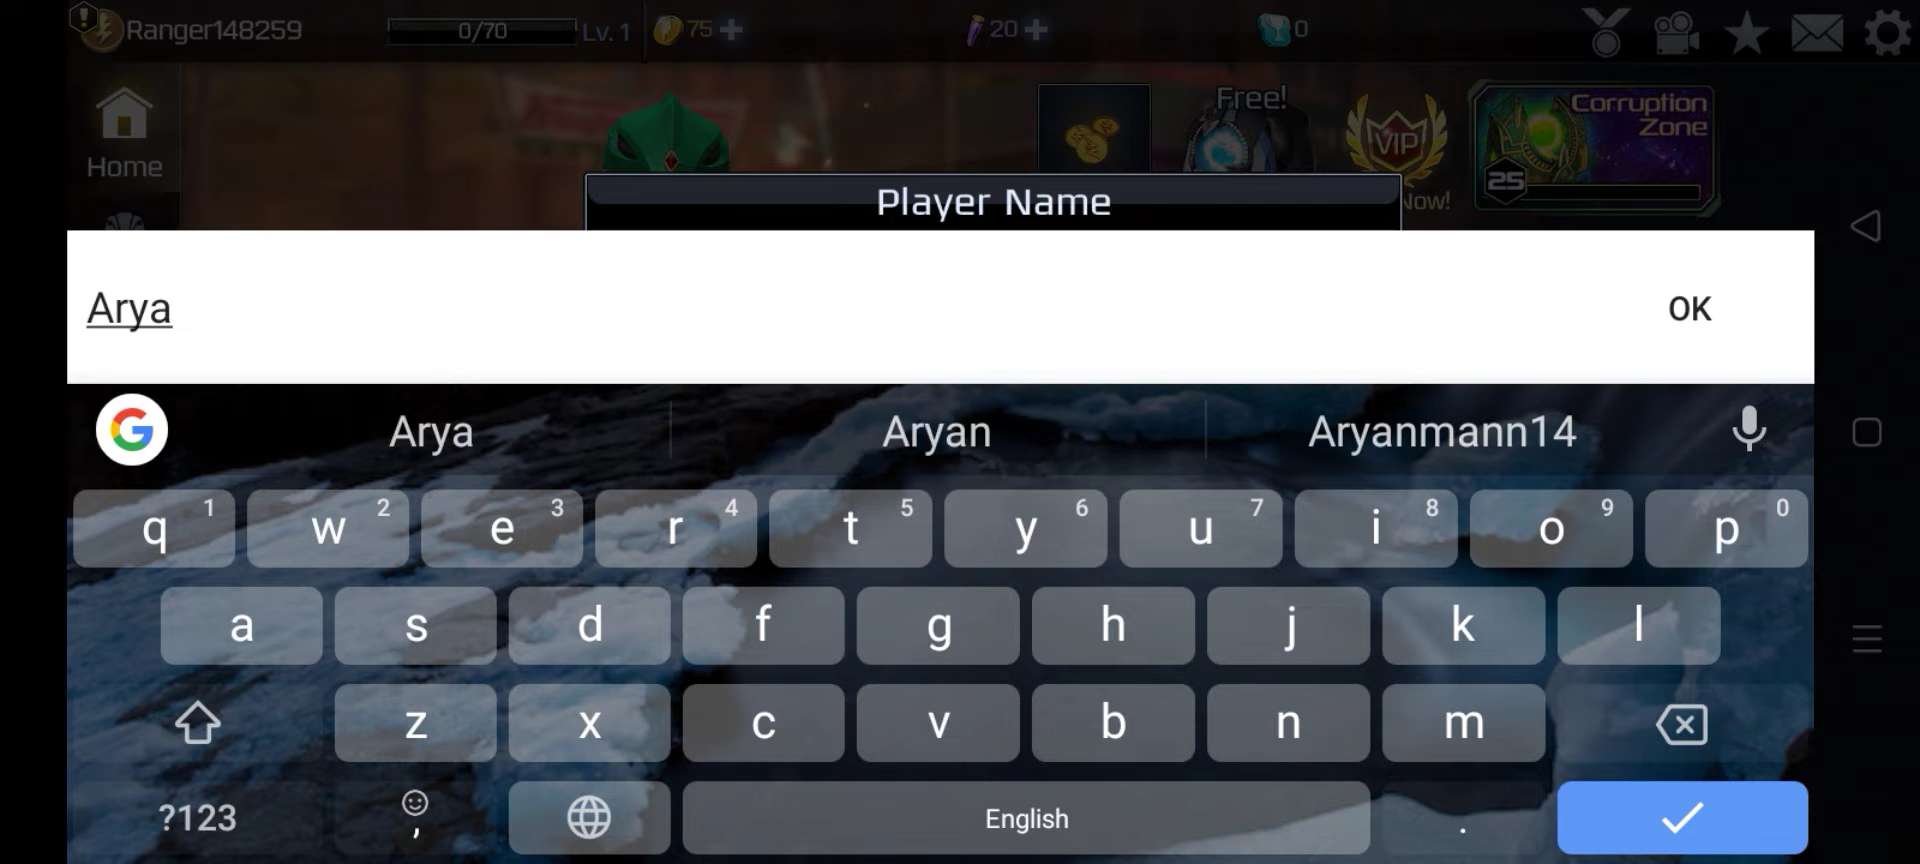 Ranger148259 0/70 Lv. 1 75 20 0
Home
Free!
VIP
Now!
Corruption
Zone
25
Player Name
Arya OK
Arya Aryan Aryanmann14
q 1 w 2 e 3 r 4 t 5 y 6 u 7 i 8 o 9 p 0
a s d f g h j k l
z x c v b n m
?123 , English .